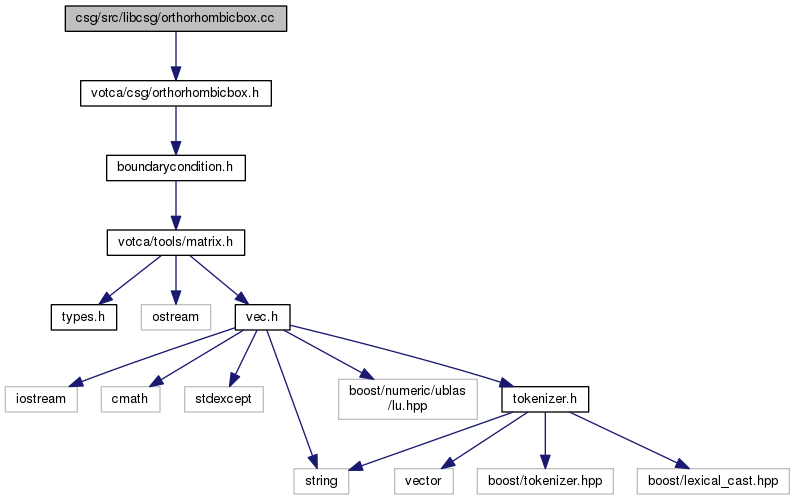 csg/src/libcsg/orthorhombicbox.cc
votca/csg/orthorhombicbox.h
boundarycondition.h
votca/tools/matrix.h
types.h
ostream
vec.h
iostream
cmath
stdexcept
boost/numeric/ublas
/lu.hpp
tokenizer.h
string
vector
boost/tokenizer.hpp
boost/lexical_cast.hpp